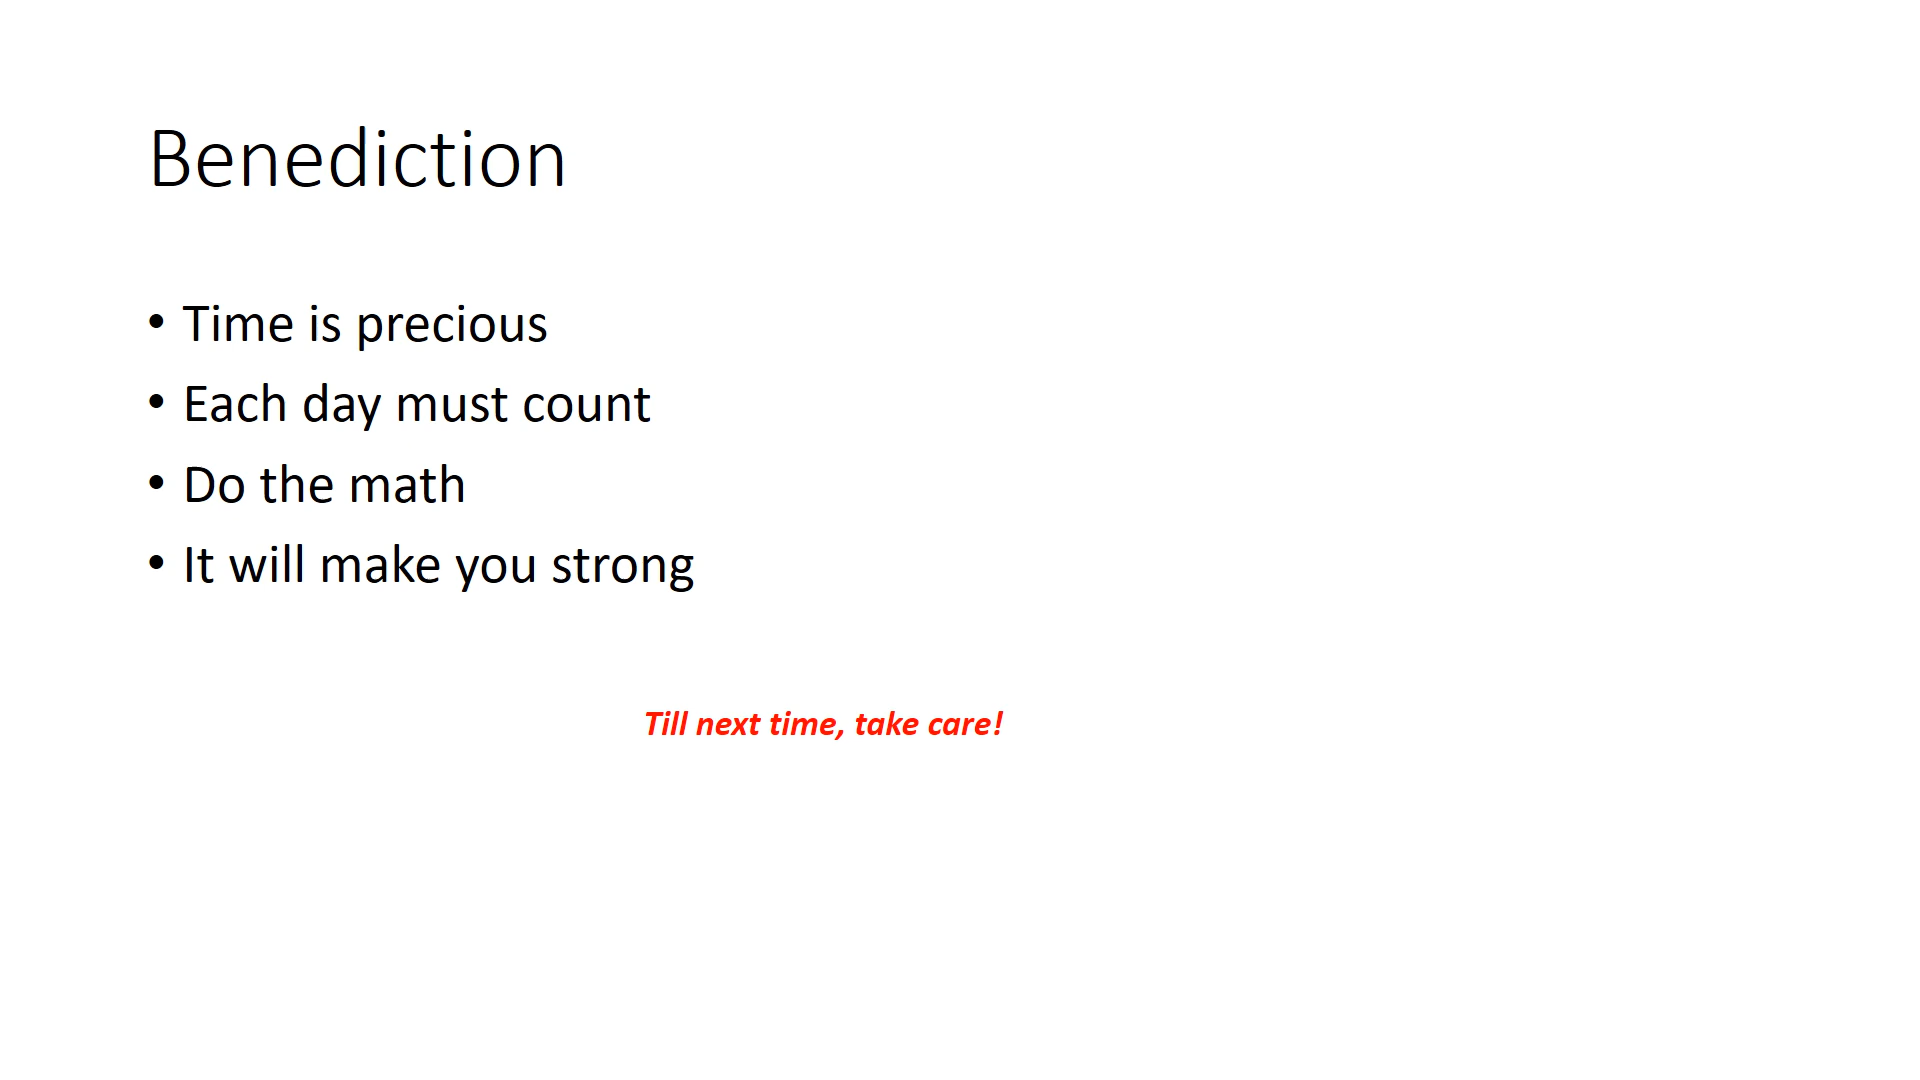 Benediction
• Time is precious
• Each day must count
• Do the math
• It will make you strong
Till next time, take care!